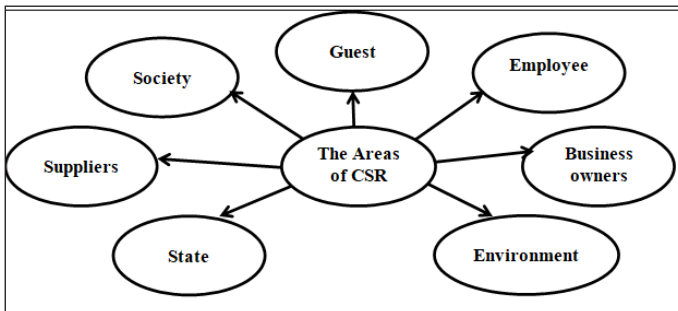 Guest
Society
Employee
Suppliers
The Areas
of CSR
Business
owners
State
Environment